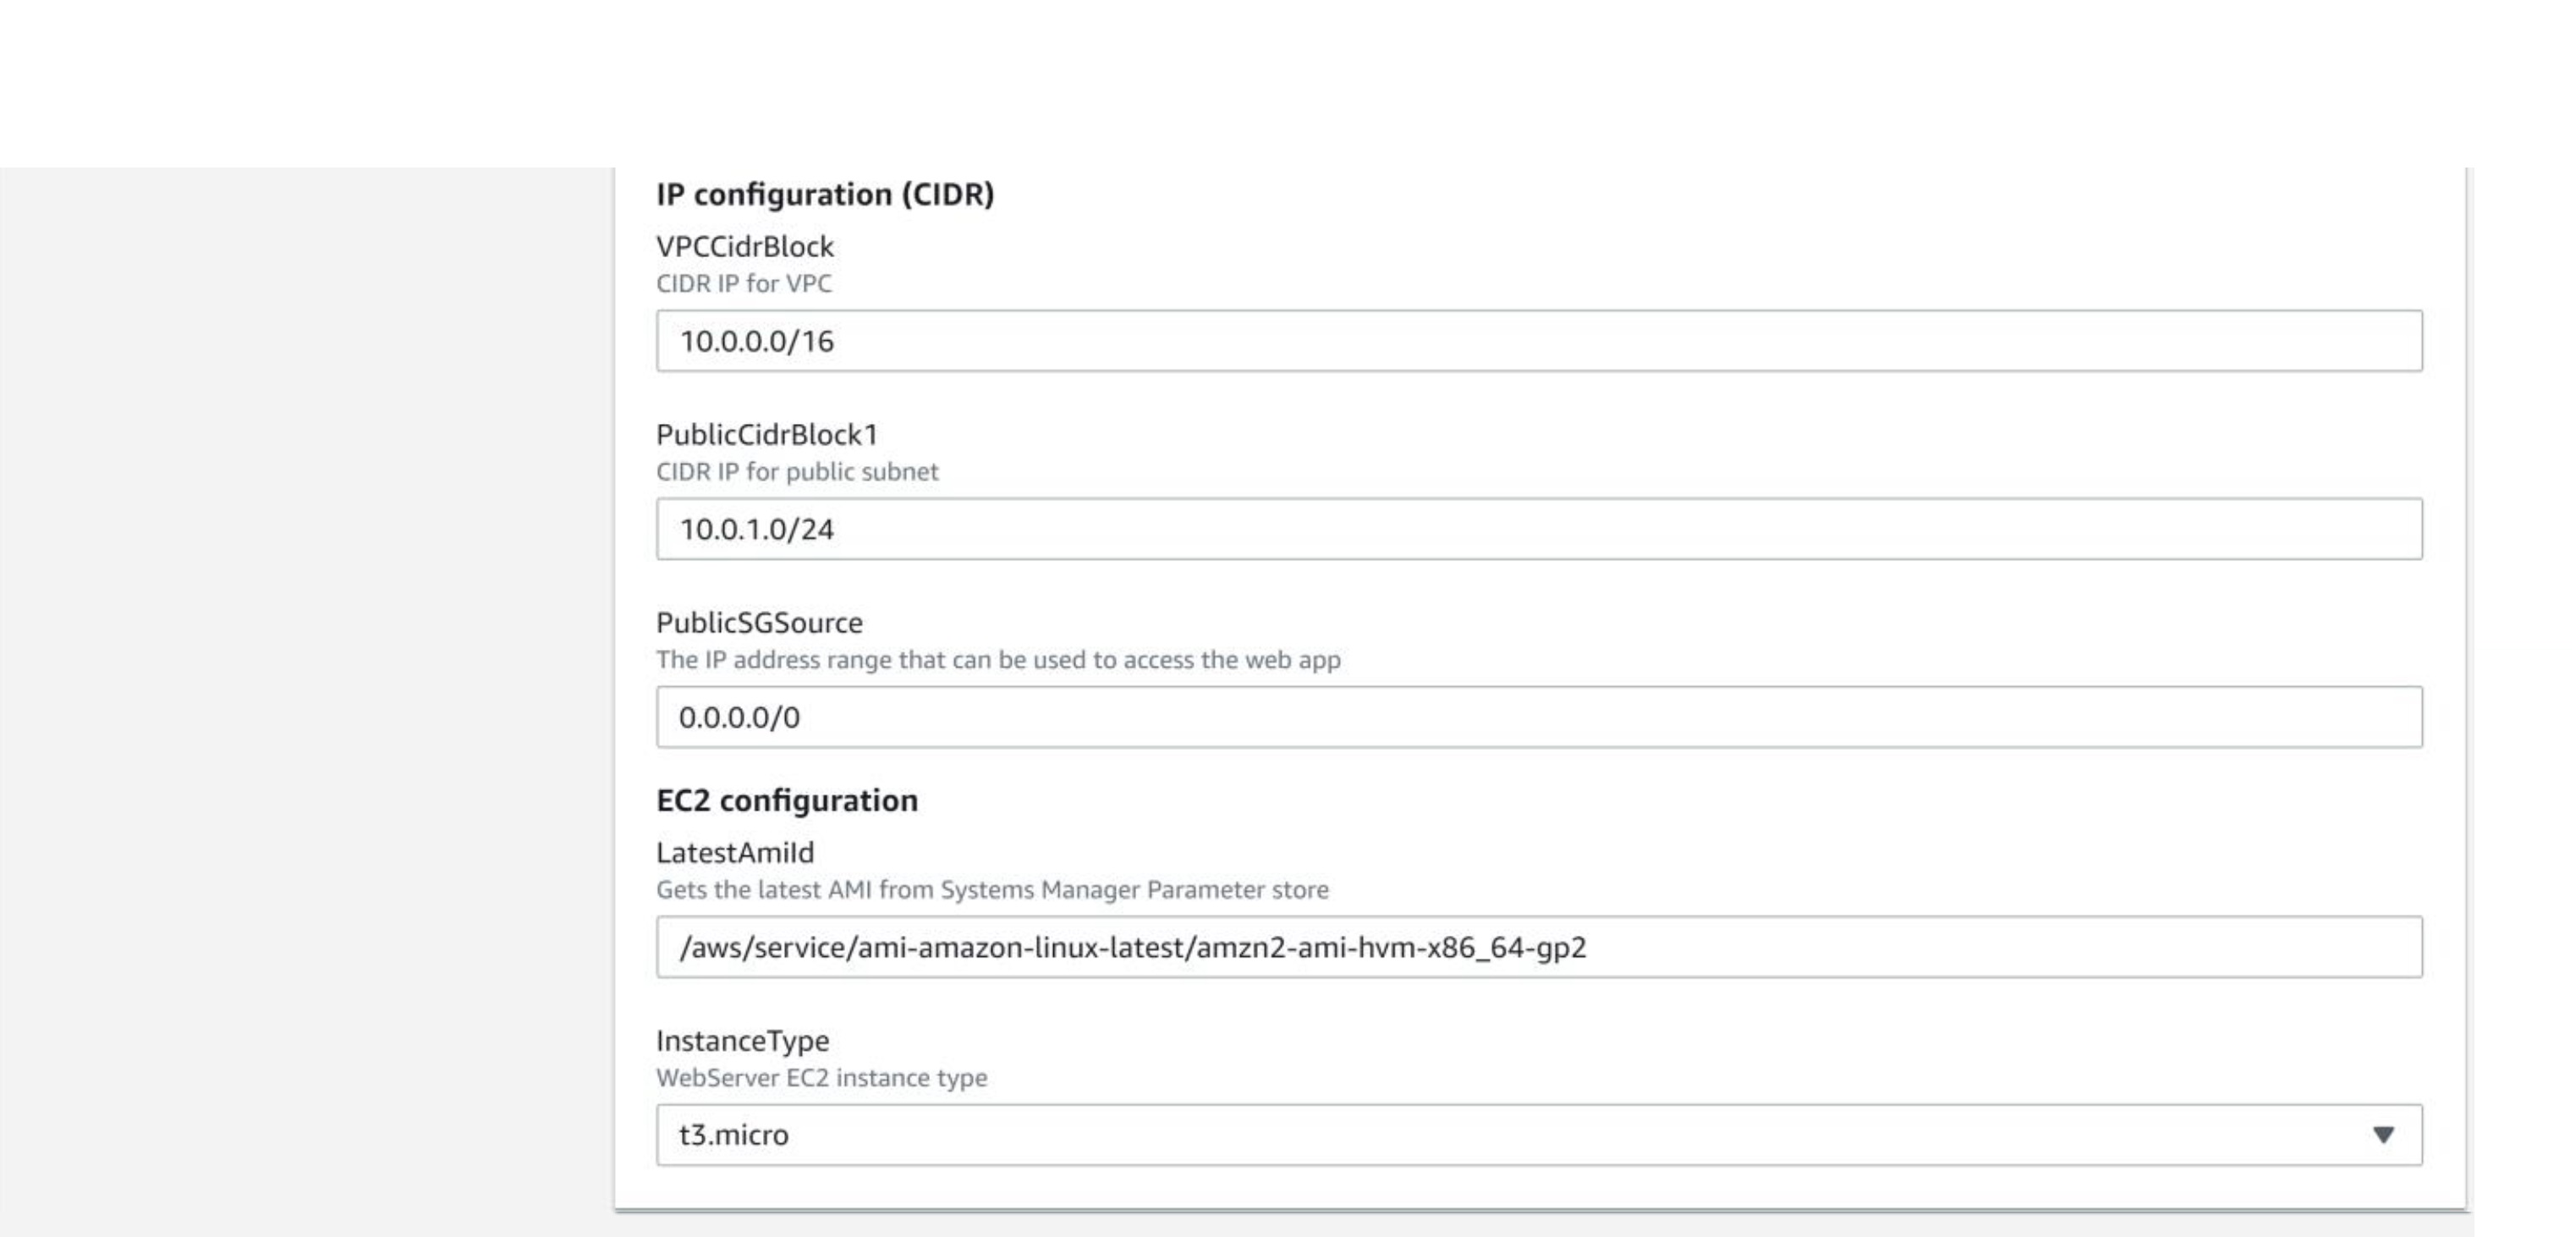 IP configuration (CIDR)
VPCCidrBlock
CIDR IP for VPC
10.0.0.0/16
PublicCidrBlock1
CIDR IP for public subnet
10.0.1.0/24
PublicSGSource
The IP address range that can be used to access the web app
0.0.0.0/0
EC2 configuration
LatestAmiId
Gets the latest AMI from Systems Manager Parameter store
/aws/service/ami-amazon-linux-latest/amzn2-ami-hvm-x86_64-gp2
InstanceType
WebServer EC2 instance type
t3.micro